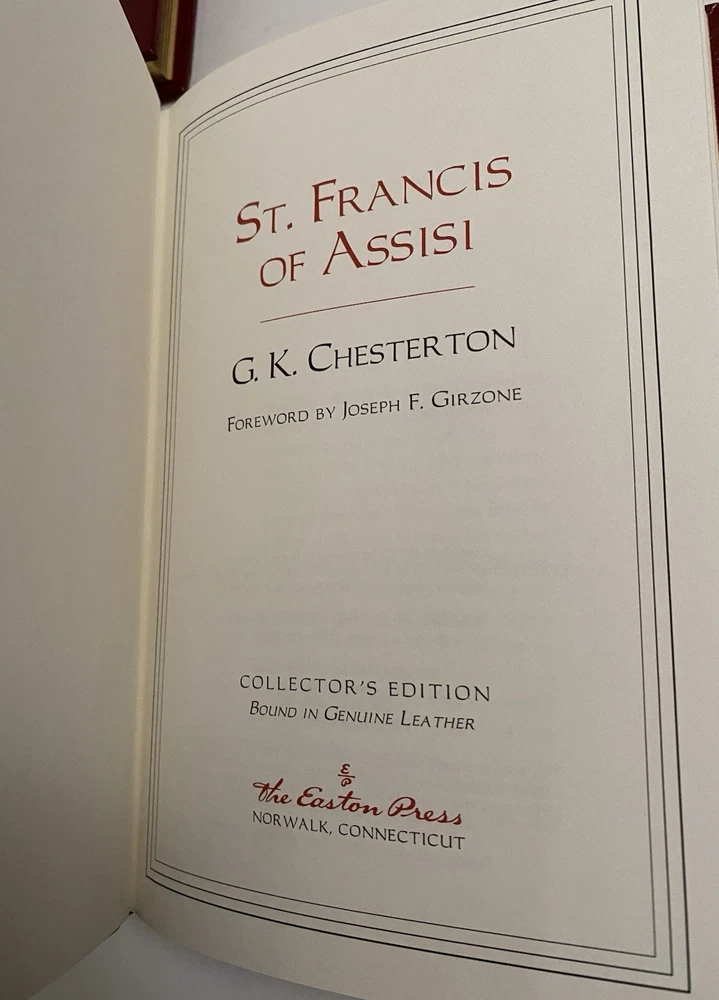 ST. FRANCIS
OF ASSISI
G. K. CHESTERTON
FOREWORD BY JOSEPH F. GIRZONE
COLLECTOR'S EDITION
BOUND IN GENUINE LEATHER
E
P
The Easton Press
NORWALK, CONNECTICUT